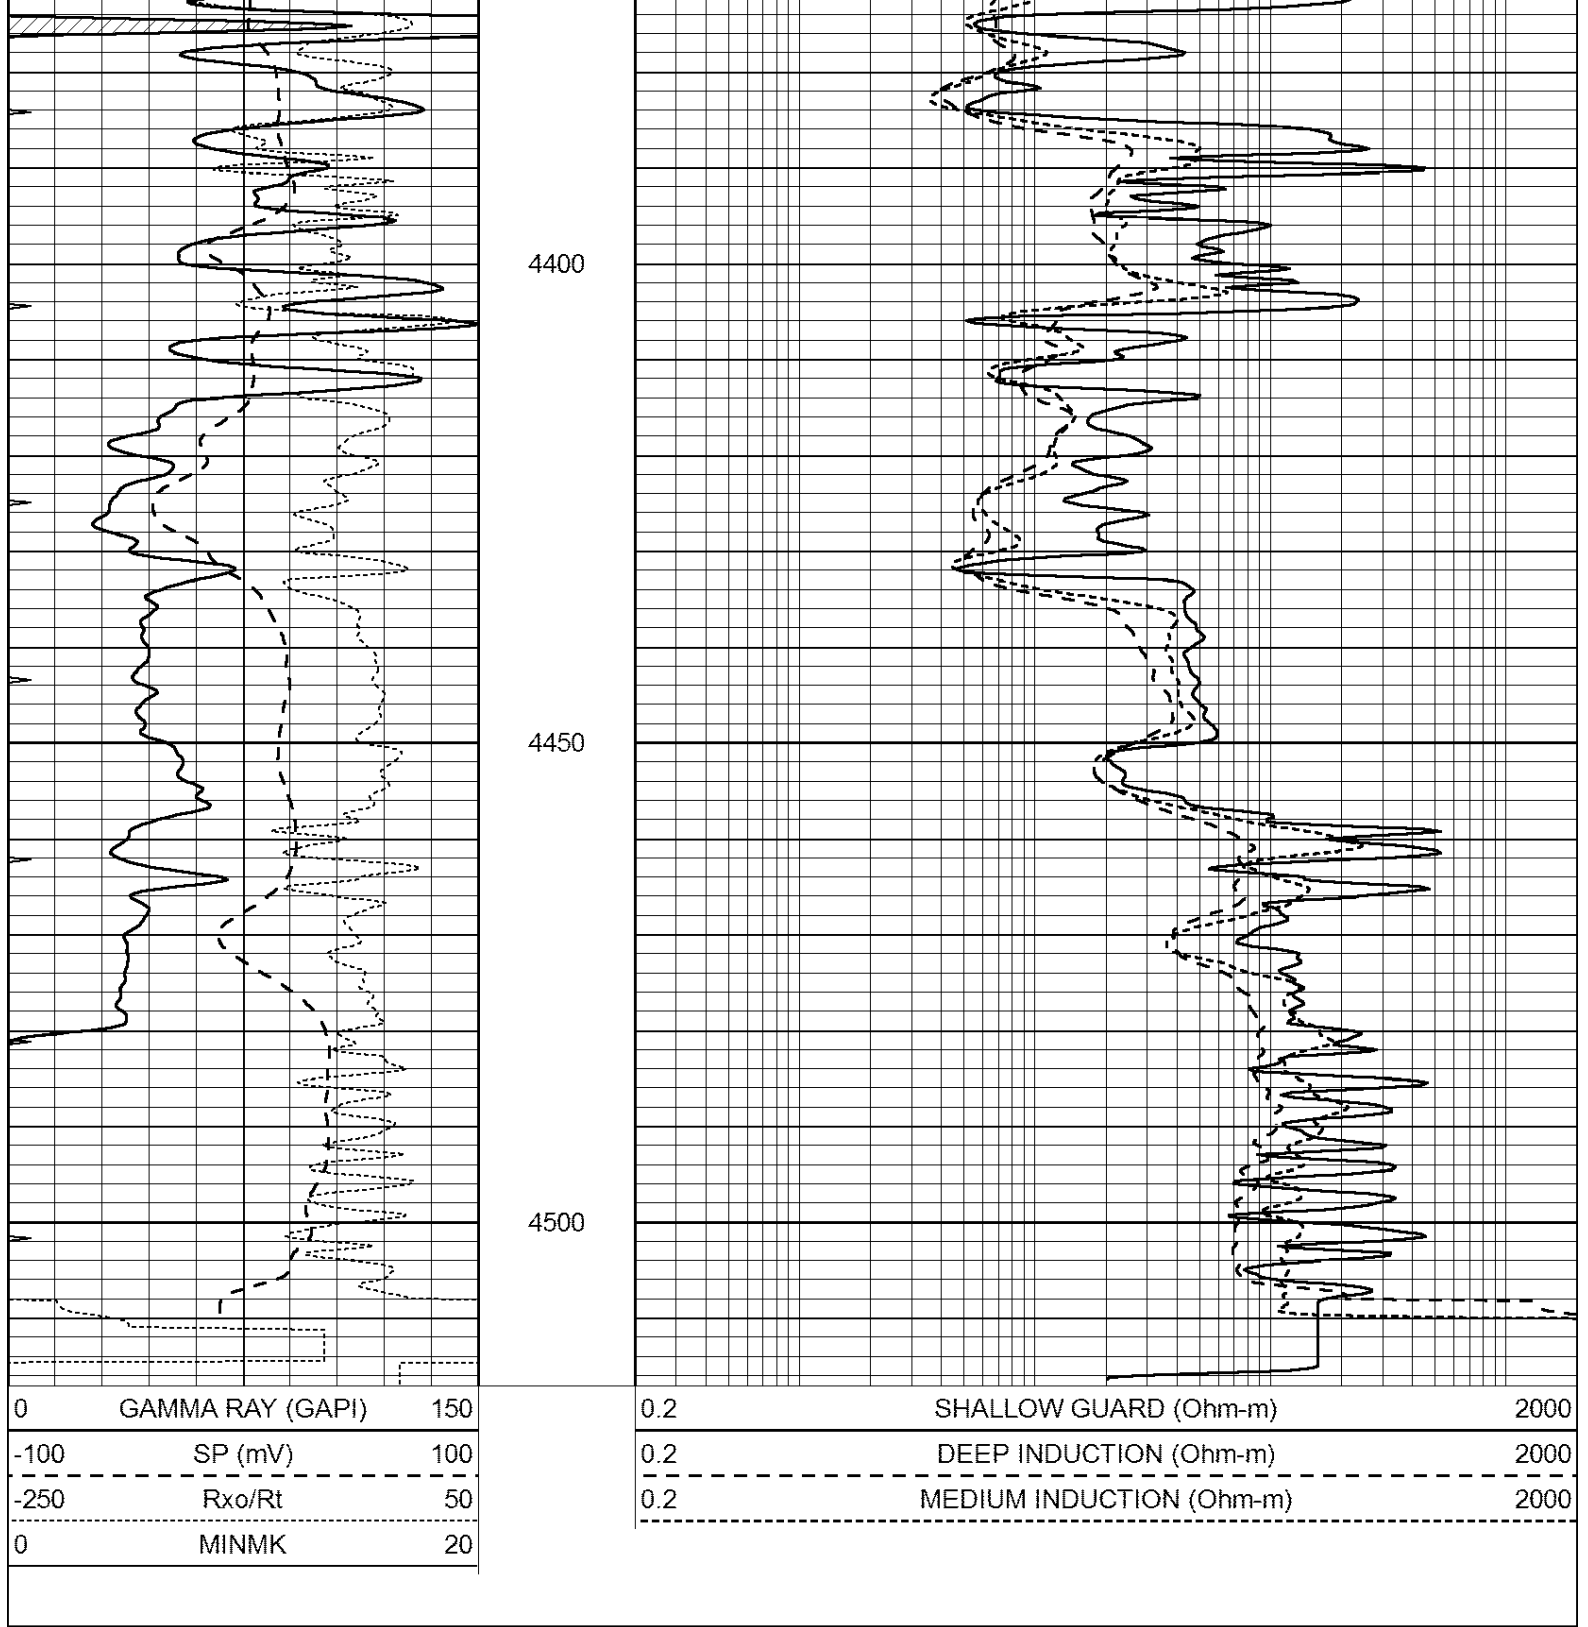 4400
4450
4500
0 GAMMA RAY (GAPI) 150
-100 SP (mV) 100
-250 Rxo/Rt 50
0 MINMK 20
0.2 SHALLOW GUARD (Ohm-m) 2000
0.2 DEEP INDUCTION (Ohm-m) 2000
0.2 MEDIUM INDUCTION (Ohm-m) 2000